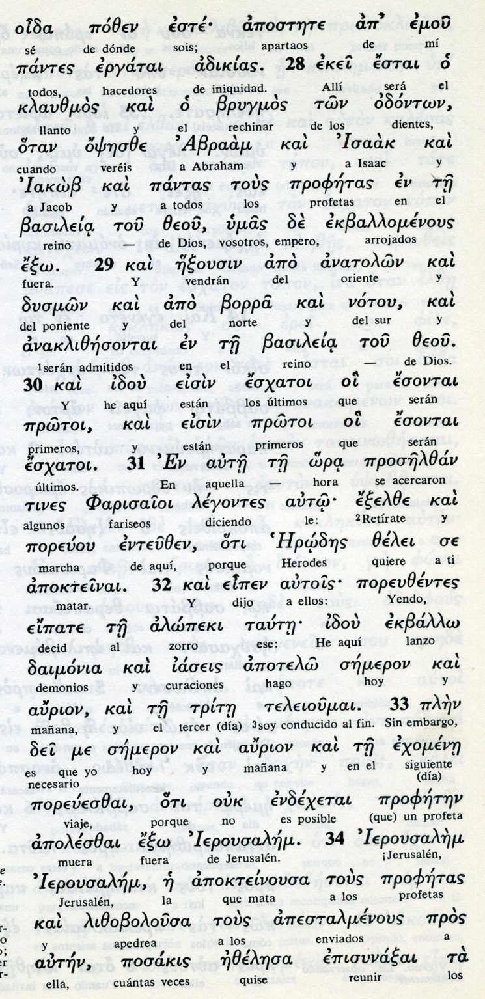 οἶδα πόθεν ἐστέ· ἀπόστητε ἀπ’ ἐμοῦ
sé de dónde sois; apartaos de mí
πάντες ἐργάται ἀδικίας. 28 ἐκεῖ ἔσται ὁ
todos, hacedores de iniquidad. Allí será el
κλαυθμὸς καὶ ὁ βρυγμὸς τῶν ὀδόντων,
llanto y el rechinar de los dientes,
ὅταν ὄψησθε Ἀβραὰμ καὶ Ἰσαὰκ καὶ
cuando veréis a Abraham y a Isaac y
Ἰακὼβ καὶ πάντας τοὺς προφήτας ἐν τῇ
a Jacob y a todos los profetas en el
βασιλείᾳ τοῦ θεοῦ, ὑμᾶς δὲ ἐκβαλλομένους
reino — de Dios, vosotros, empero, arrojados
ἔξω. 29 καὶ ἥξουσιν ἀπὸ ἀνατολῶν καὶ
fuera. Y vendrán del oriente y
δυσμῶν καὶ ἀπὸ βορρᾶ καὶ νότου, καὶ
del poniente y del norte y del sur y
ἀνακλιθήσονται ἐν τῇ βασιλείᾳ τοῦ θεοῦ.
1serán admitidos en el reino — de Dios.
30 καὶ ἰδοὺ εἰσὶν ἔσχατοι οἳ ἔσονται
Y he aquí están los últimos que serán
πρῶτοι, καὶ εἰσιν πρῶτοι οἳ ἔσονται
primeros, y están primeros que serán
ἔσχατοι. 31 Ἐν αὐτῇ τῇ ὥρᾳ προσῆλθάν
últimos. En aquella hora se acercaron
τινες Φαρισαῖοι λέγοντες αὐτῷ· ἔξελθε καὶ
algunos fariseos diciendo le: 2Retírate y
πορεύου ἐντεῦθεν, ὅτι Ἡρῴδης θέλει σε
marcha de aquí, porque Herodes quiere a ti
ἀποκτεῖναι. 32 καὶ εἶπεν αὐτοῖς· πορευθέντες
matar. Y dijo a ellos: Yendo,
εἴπατε τῇ ἀλώπεκι ταύτῃ· ἰδοὺ ἐκβάλλω
decid al zorro ese: He aquí lanzo
δαιμόνια καὶ ἰάσεις ἀποτελῶ σήμερον καὶ
demonios y curaciones hago hoy y
αὔριον, καὶ τῇ τρίτῃ τελειοῦμαι. 33 πλὴν
mañana, y el tercer (día) 3soy conducido al fin. Sin embargo,
δεῖ με σήμερον καὶ αὔριον καὶ τῇ ἐχομένῃ
es necesario que yo hoy y mañana y en el siguiente (día)
πορεύεσθαι, ὅτι οὐκ ἐνδέχεται προφήτην
viaje, porque no es posible (que) un profeta
ἀπολέσθαι ἔξω Ἰερουσαλήμ. 34 Ἰερουσαλὴμ
muera fuera de Jerusalén. ¡Jerusalén,
Ἰερουσαλήμ, ἡ ἀποκτείνουσα τοὺς προφήτας
Jerusalén, la que mata a los profetas
καὶ λιθοβολοῦσα τοὺς ἀπεσταλμένους πρὸς
y apedrea a los enviados a
αὐτήν, ποσάκις ἠθέλησα ἐπισυνάξαι τὰ
ella, cuántas veces quise reunir los